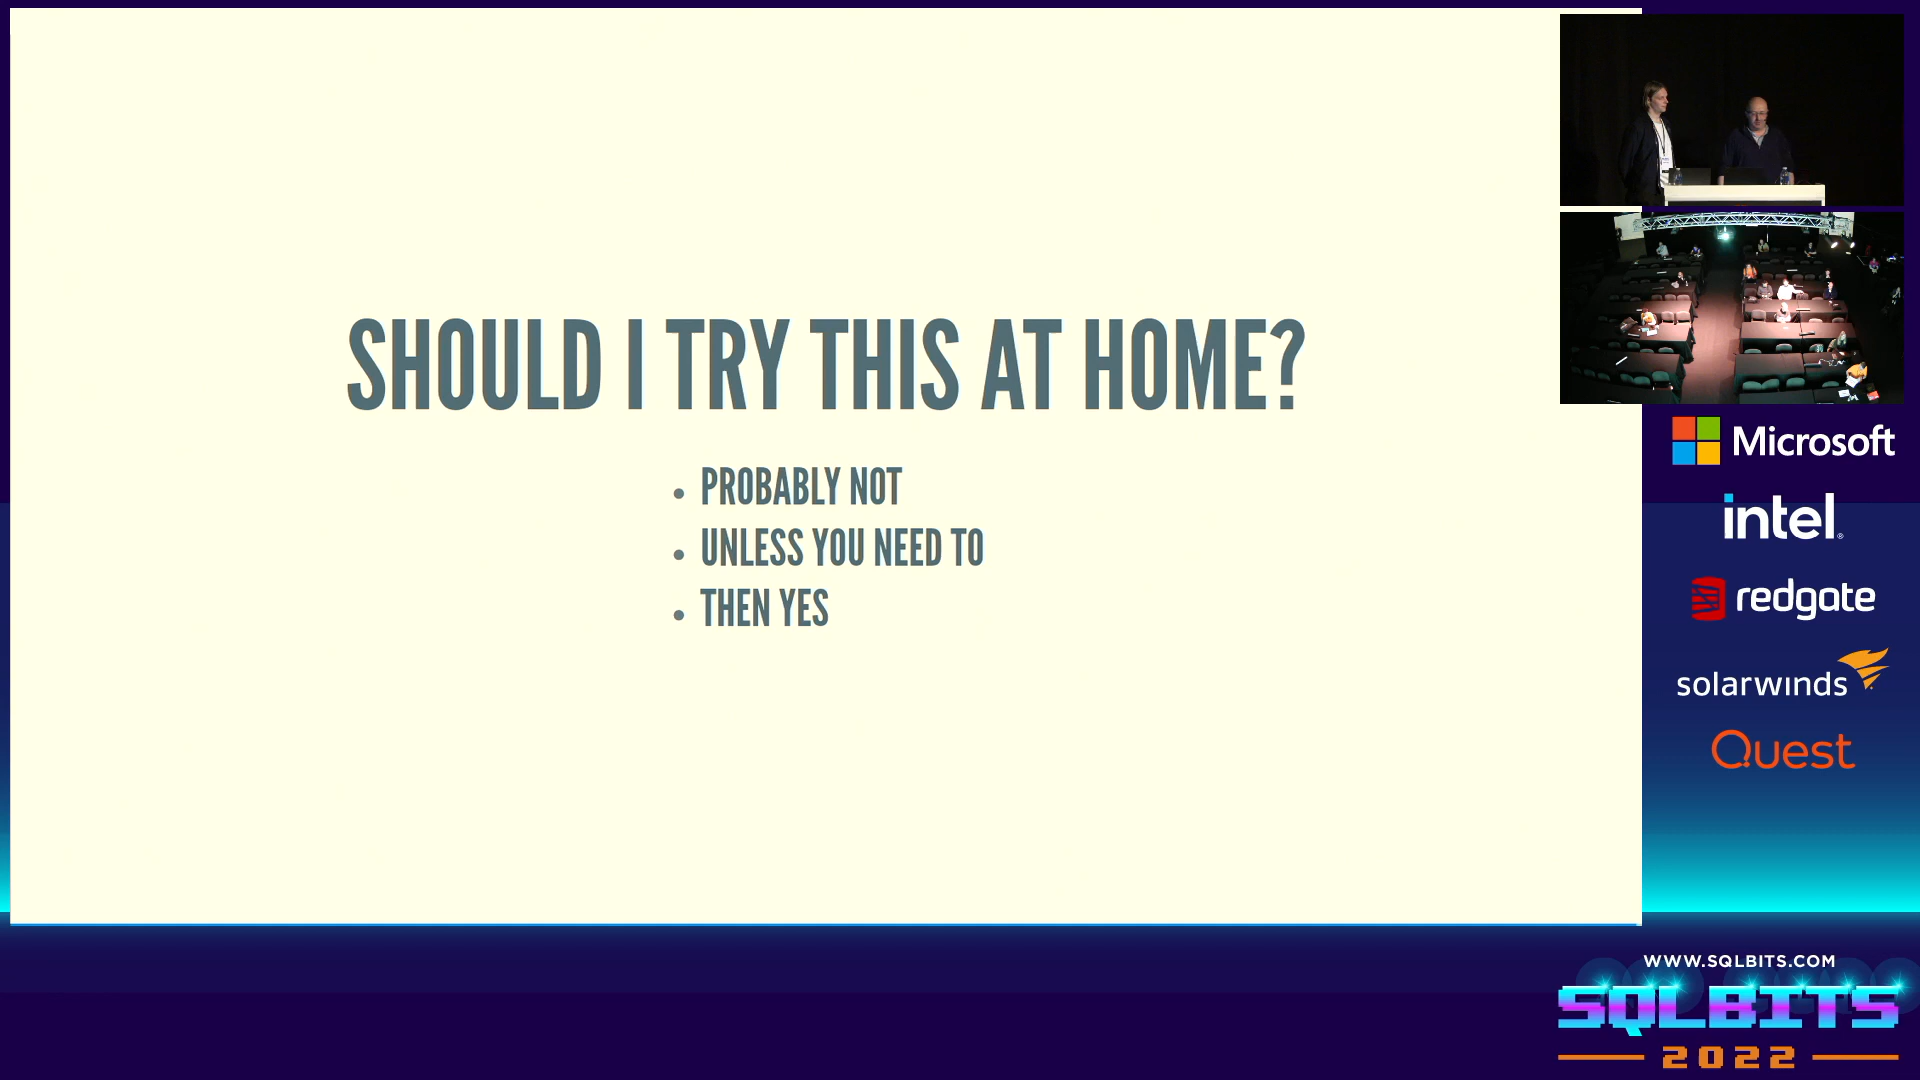 SHOULD I TRY THIS AT HOME?
PROBABLY NOT
UNLESS YOU NEED TO
THEN YES
Microsoft
intel®
redgate
solarwinds
Quest
WWW.SQLBITS.COM
SQLBITS
2022